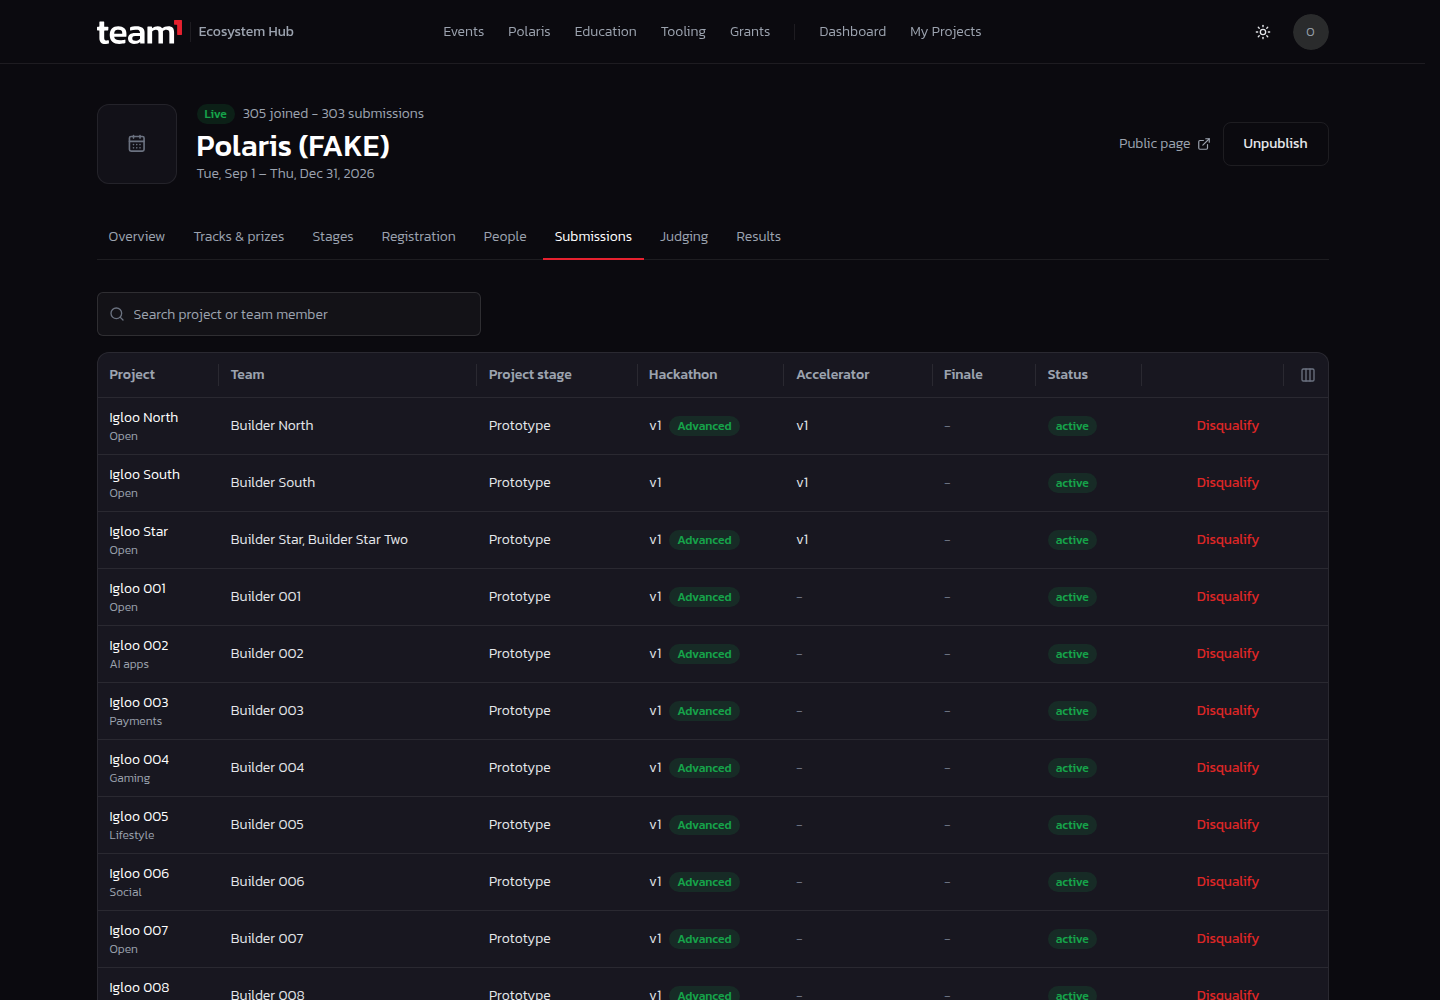 team1 Ecosystem Hub Events Polaris Education Tooling Grants Dashboard My Projects O
Live 305 joined - 303 submissions
Polaris (FAKE)
Tue, Sep 1 – Thu, Dec 31, 2026
Public page Unpublish
Overview Tracks & prizes Stages Registration People Submissions Judging Results
Search project or team member
Project Team Project stage Hackathon Accelerator Finale Status
Igloo North
Open
Builder North Prototype v1 Advanced v1 - active Disqualify
Igloo South
Open
Builder South Prototype v1 v1 - active Disqualify
Igloo Star
Open
Builder Star, Builder Star Two Prototype v1 Advanced v1 - active Disqualify
Igloo 001
Open
Builder 001 Prototype v1 Advanced - - active Disqualify
Igloo 002
AI apps
Builder 002 Prototype v1 Advanced - - active Disqualify
Igloo 003
Payments
Builder 003 Prototype v1 Advanced - - active Disqualify
Igloo 004
Gaming
Builder 004 Prototype v1 Advanced - - active Disqualify
Igloo 005
Lifestyle
Builder 005 Prototype v1 Advanced - - active Disqualify
Igloo 006
Social
Builder 006 Prototype v1 Advanced - - active Disqualify
Igloo 007
Open
Builder 007 Prototype v1 Advanced - - active Disqualify
Igloo 008
Builder 008 Prototype v1 Advanced - - active Disqualify